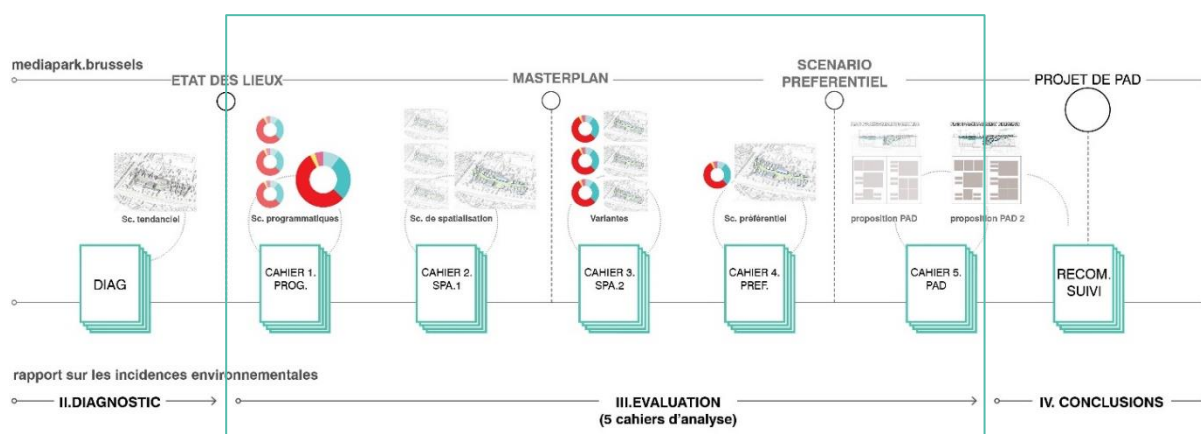 mediapark.brussels
ETAT DES LIEUX
MASTERPLAN
SCENARIO
PREFERENTIEL
PROJET DE PAD
Sc. tendanciel
Sc. programmatiques
Sc. de spatialisation
Variantes
Sc. préférentiel
proposition PAD
proposition PAD 2
DIAG
CAHIER 1.
PROG.
CAHIER 2.
SPA.1
CAHIER 3.
SPA.2
CAHIER 4.
PREF.
CAHIER 5.
PAD
RECOM.
SUIVI
rapport sur les incidences environnementales
II.DIAGNOSTIC
III.EVALUATION
(5 cahiers d'analyse)
IV. CONCLUSIONS